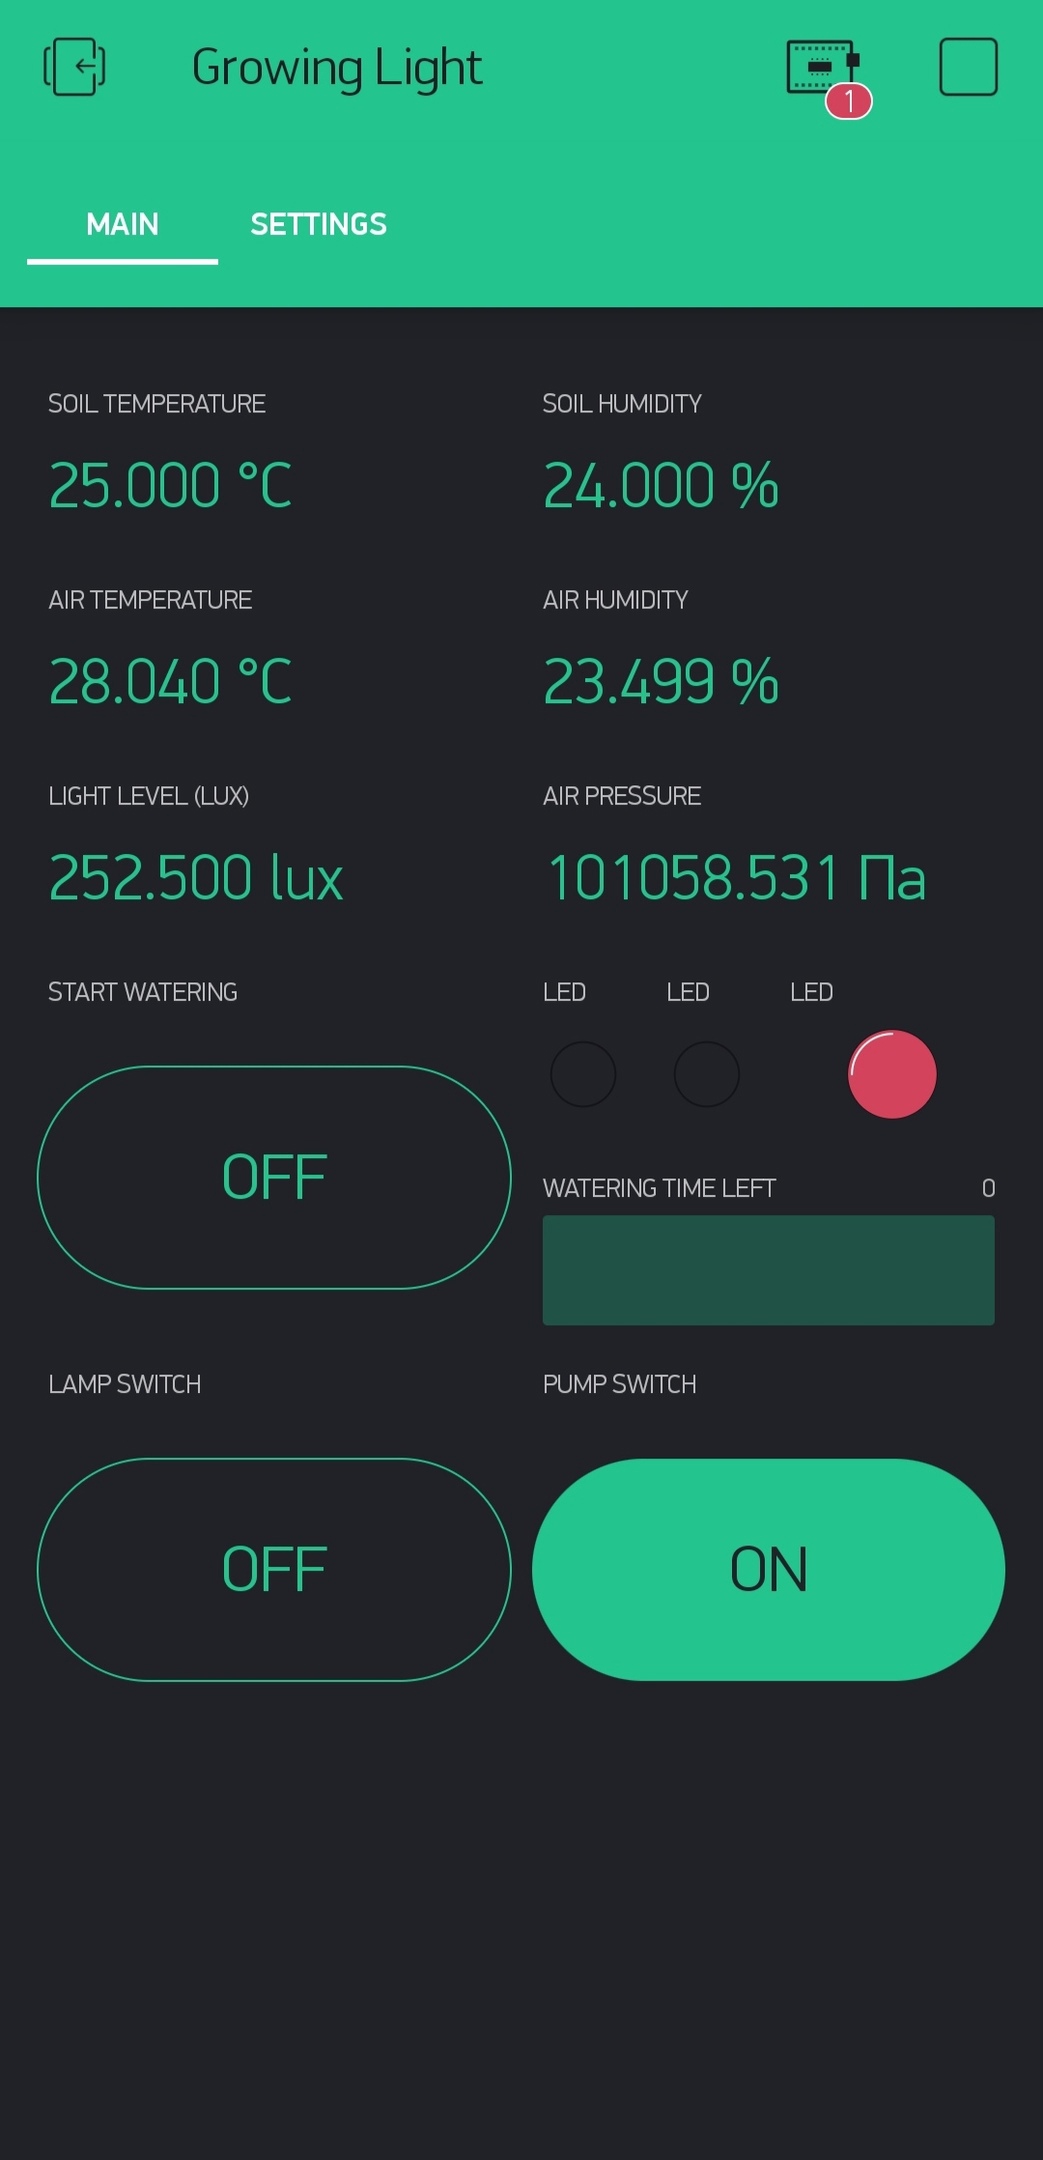 Growing Light
1
MAIN SETTINGS
SOIL TEMPERATURE SOIL HUMIDITY
25.000 °C 24.000 %
AIR TEMPERATURE AIR HUMIDITY
28.040 °C 23.499 %
LIGHT LEVEL (LUX) AIR PRESSURE
252.500 lux 101058.531 Па
START WATERING LED LED LED
OFF
WATERING TIME LEFT 0
LAMP SWITCH PUMP SWITCH
OFF ON